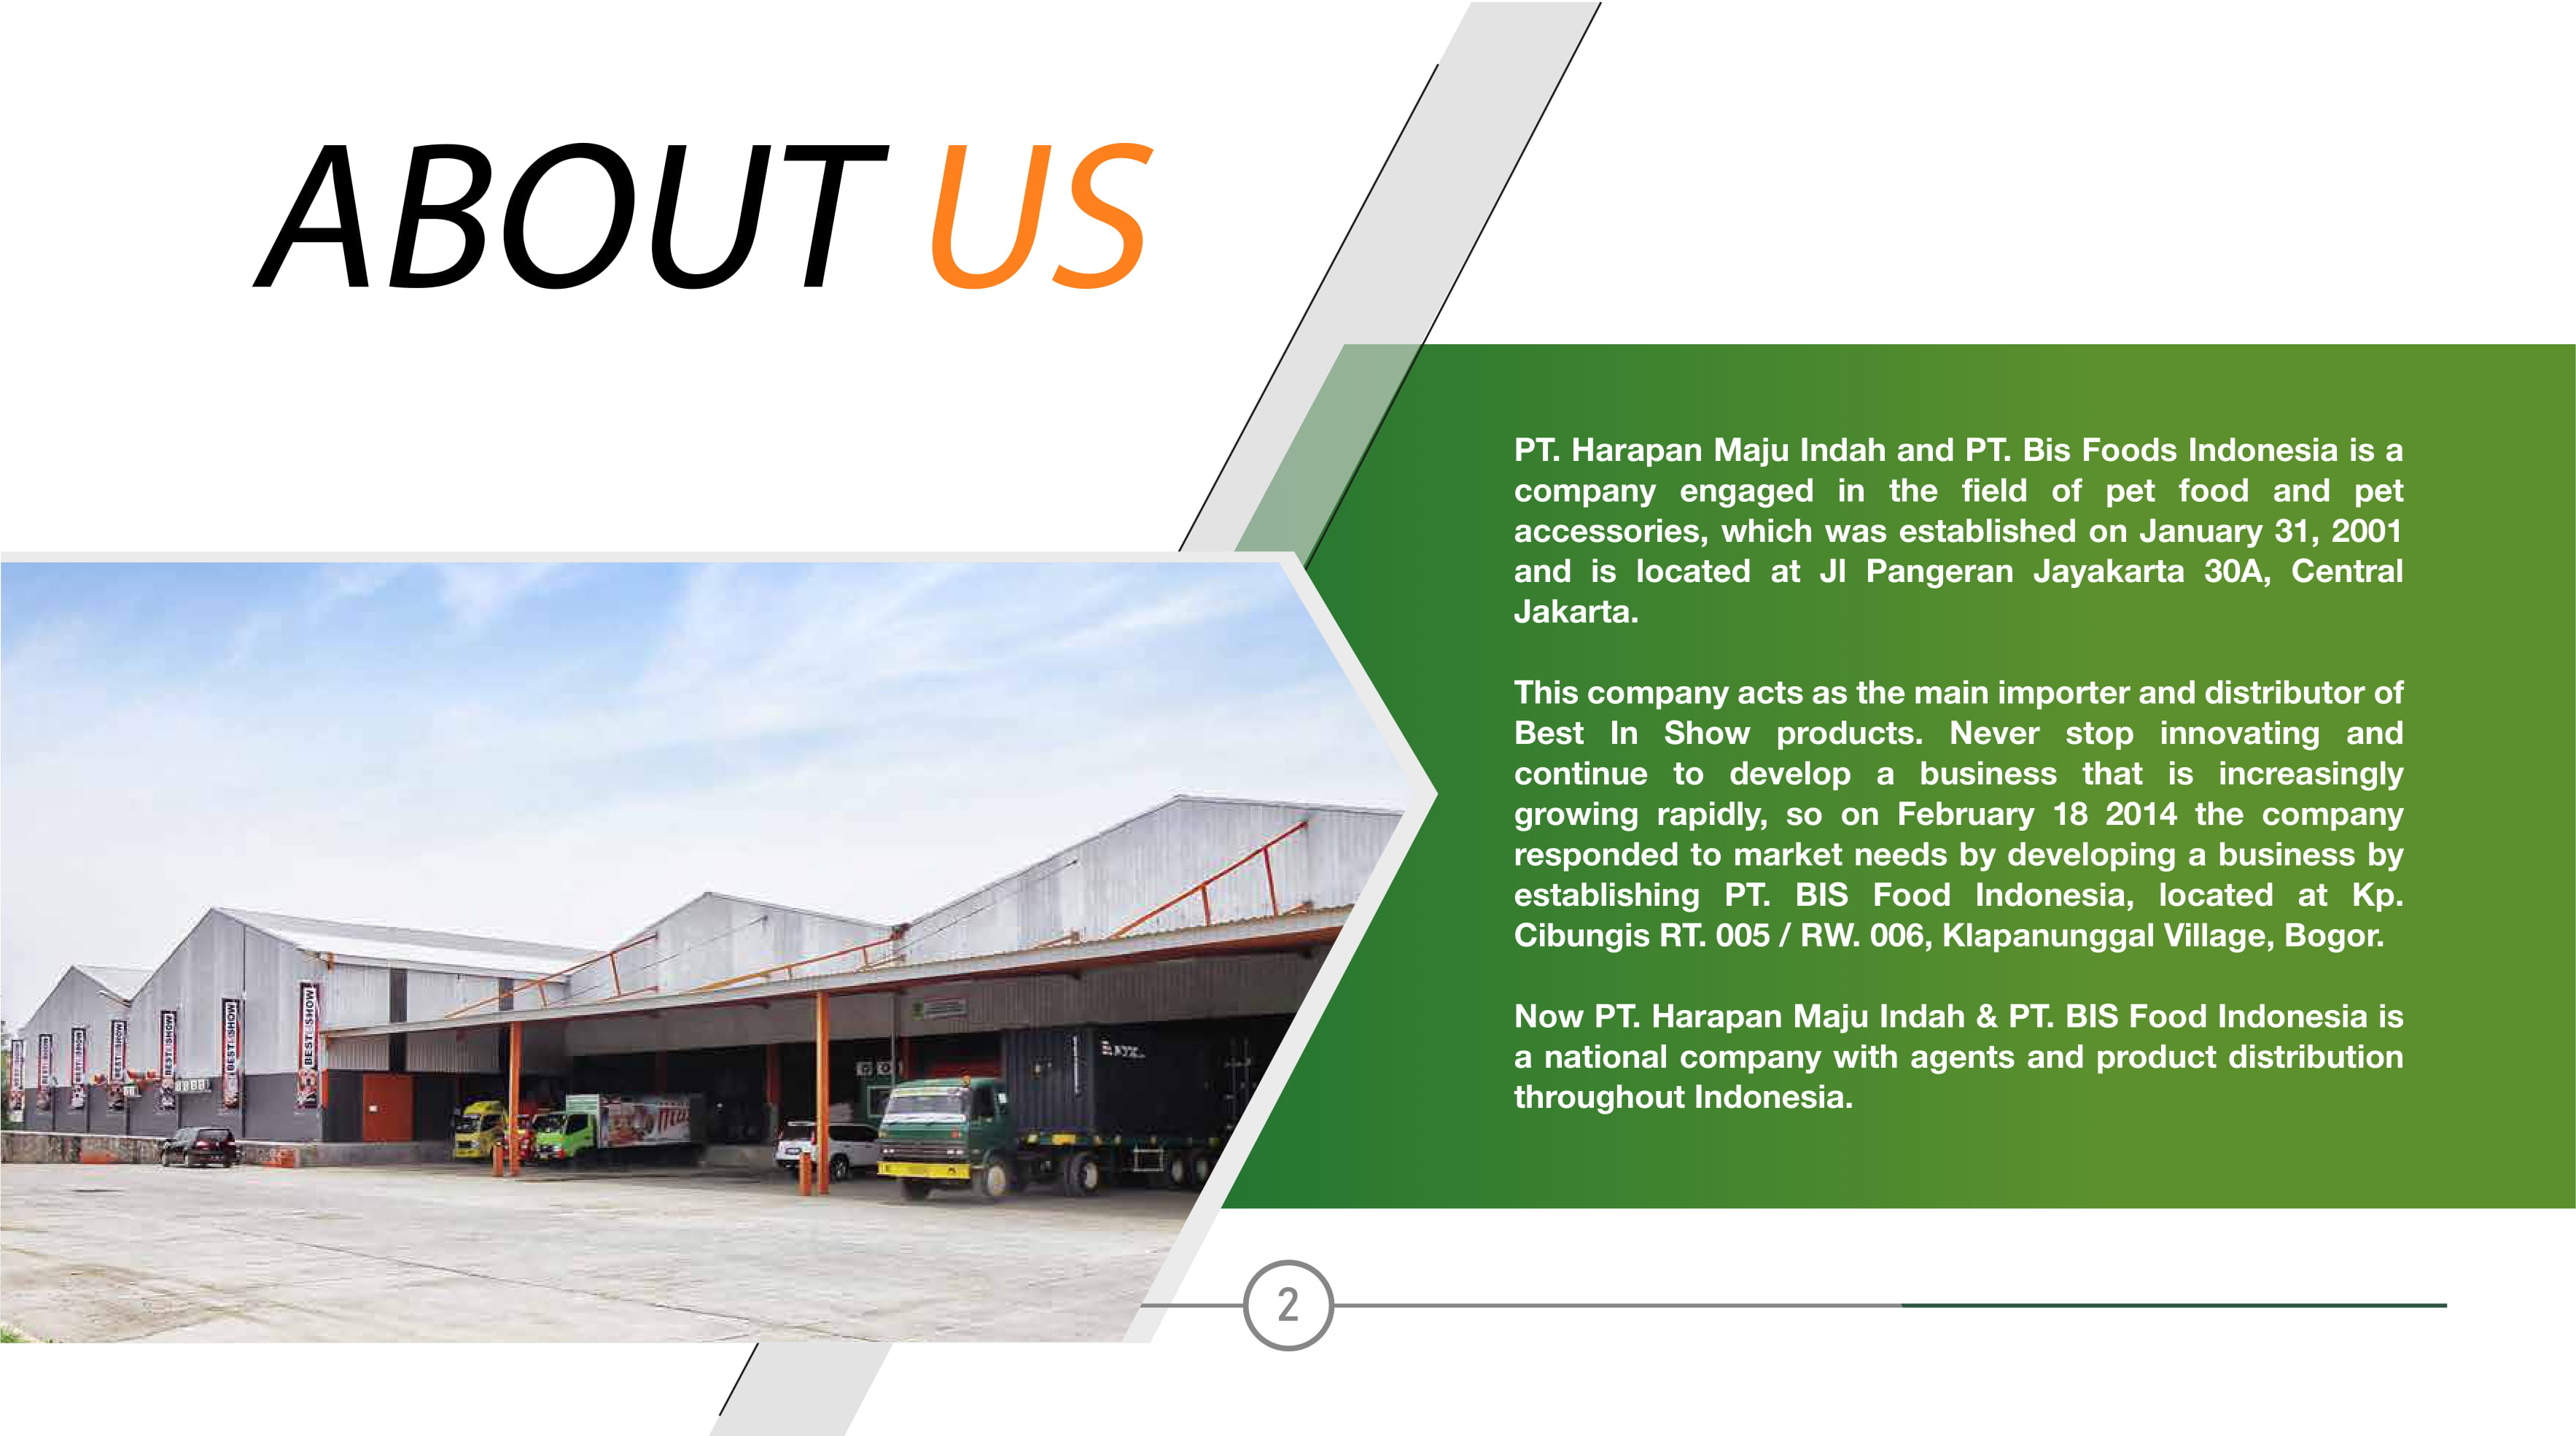 ABOUT US
PT. Harapan Maju Indah and PT. Bis Foods Indonesia is a
company engaged in the field of pet food and pet
accessories, which was established on January 31, 2001
and is located at Jl Pangeran Jayakarta 30A, Central
Jakarta.
This company acts as the main importer and distributor of
Best In Show products. Never stop innovating and
continue to develop a business that is increasingly
growing rapidly, so on February 18 2014 the company
responded to market needs by developing a business by
establishing PT. BIS Food Indonesia, located at Kp.
Cibungis RT. 005 / RW. 006, Klapanunggal Village, Bogor.
Now PT. Harapan Maju Indah & PT. BIS Food Indonesia is
a national company with agents and product distribution
throughout Indonesia.
BEST SHOW
BEST SHOW
BEST SHOW
2